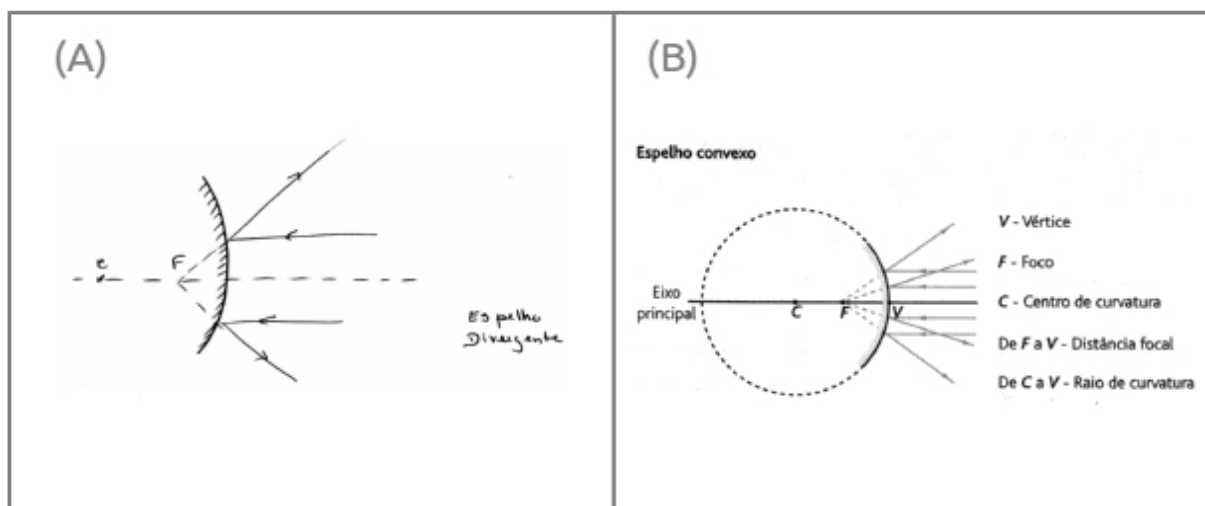 (A)
C
F
Espelho
Divergente
(B)
Espelho convexo
Eixo
principal
C
F
V
V - Vértice
F - Foco
C - Centro de curvatura
De F a V - Distância focal
De C a V - Raio de curvatura